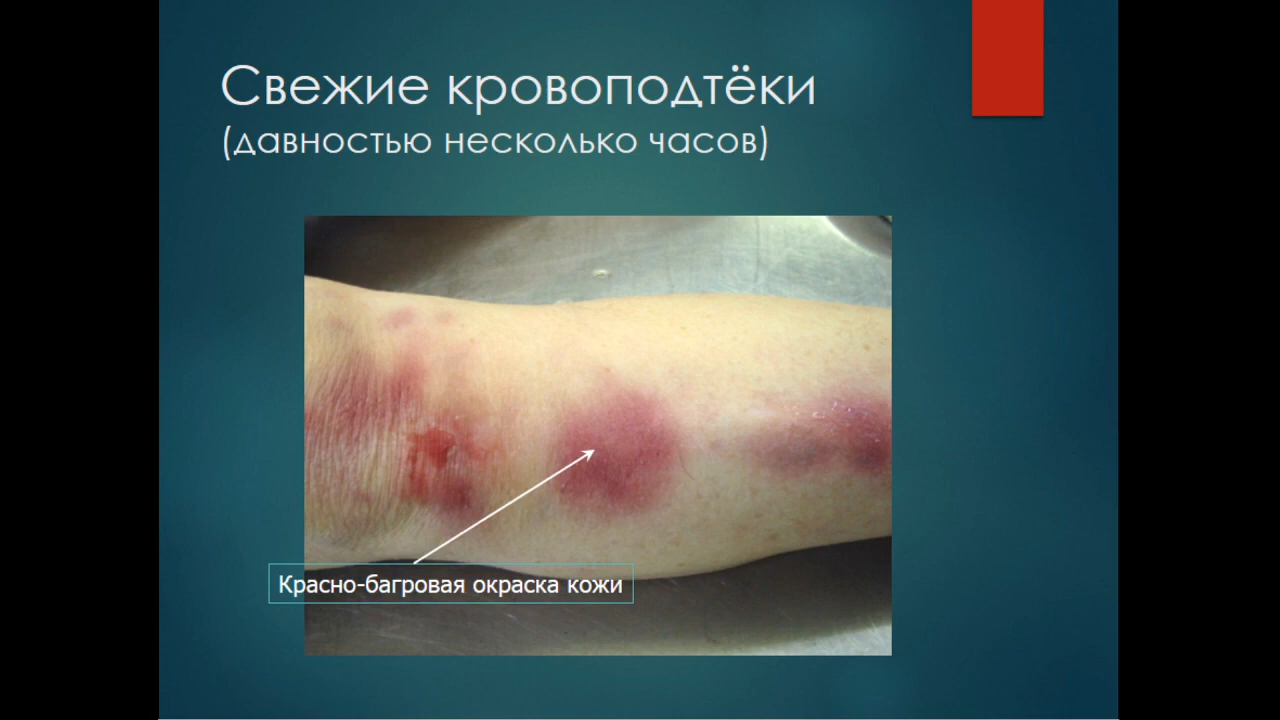 Свежие кровоподтёки
(давностью несколько часов)
Красно-багровая окраска кожи